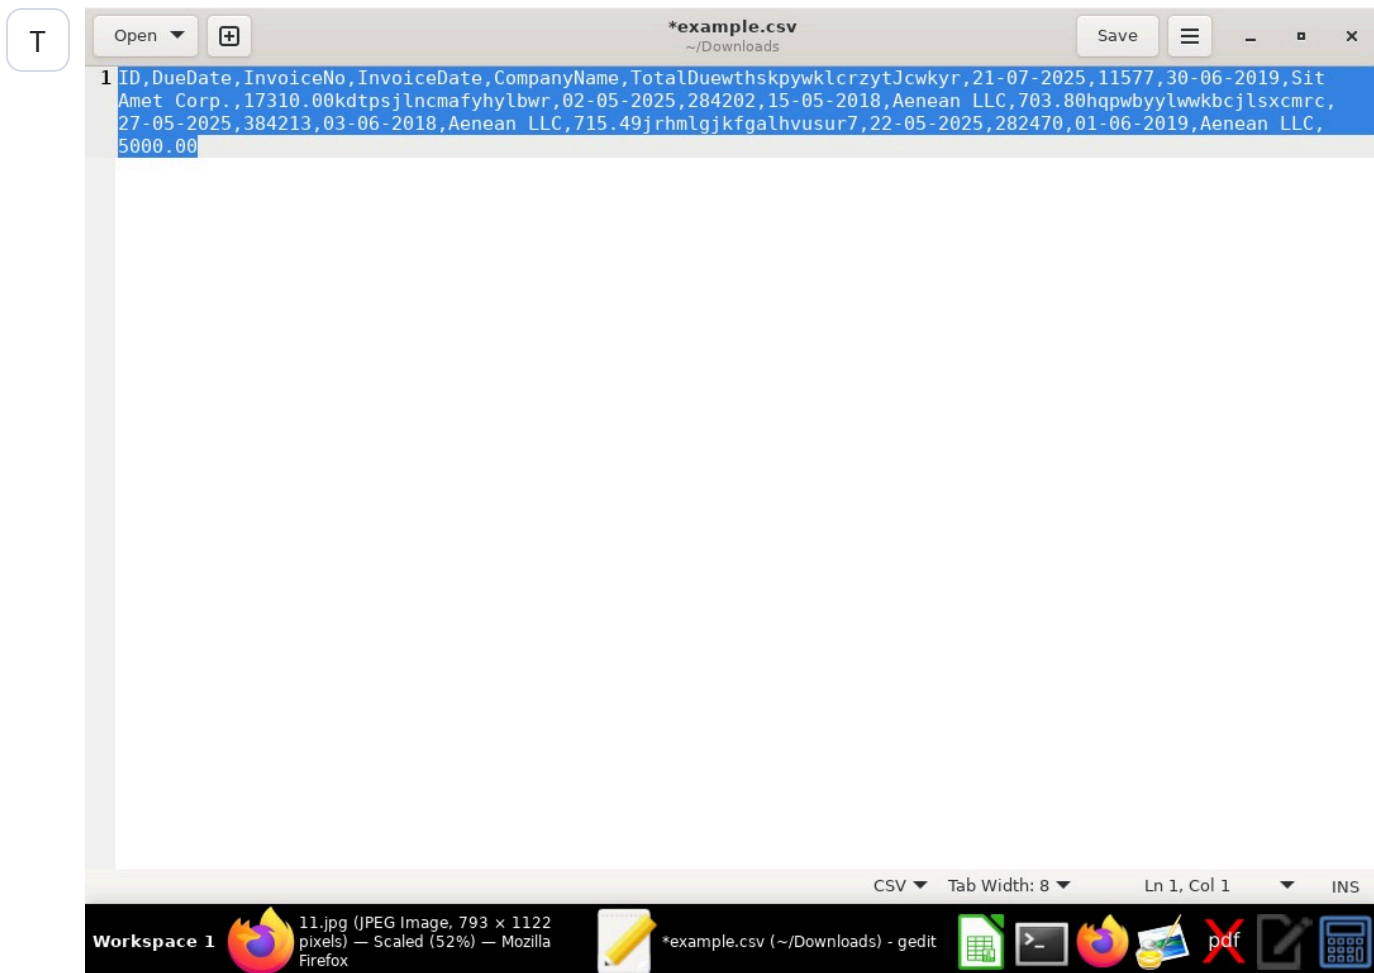 T
Open
*example.csv
~/Downloads
Save
1 ID,DueDate,InvoiceNo,InvoiceDate,CompanyName,TotalDuewthskpywklcrzytJcwkyr,21-07-2025,11577,30-06-2019,Sit
Amet Corp.,17310.00kdtpsjlncmafyhylbwr,02-05-2025,284202,15-05-2018,Aenean LLC,703.80hqpwbyylwwkbcjlsxcmrc,
27-05-2025,384213,03-06-2018,Aenean LLC,715.49jrhmlgjkfgalhvusur7,22-05-2025,282470,01-06-2019,Aenean LLC,
5000.00
CSV Tab Width: 8 Ln 1, Col 1 INS
Workspace 1
11.jpg (JPEG Image, 793 × 1122
pixels) — Scaled (52%) — Mozilla
Firefox
*example.csv (~/Downloads) - gedit
>_
pdf